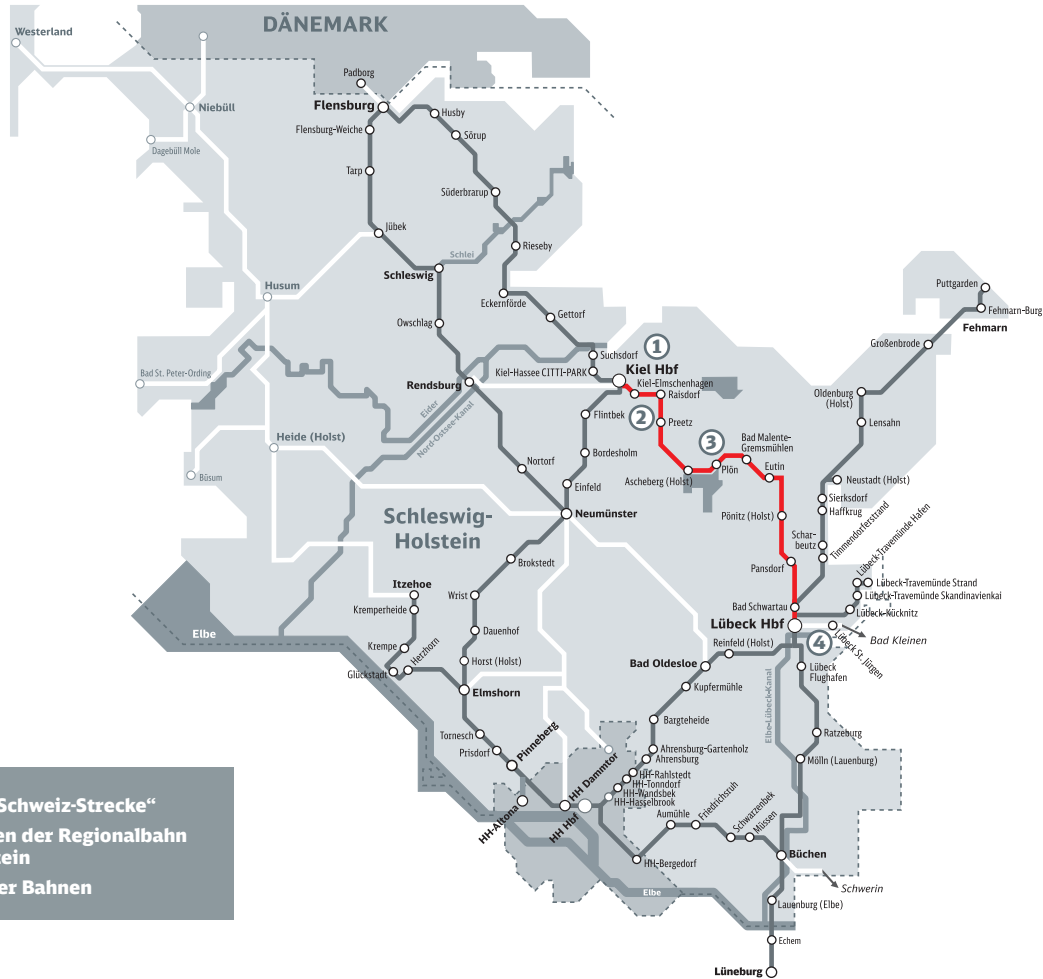 DÄNEMARK
Westerland
Padborg
Flensburg
Niebüll
Husby
Flensburg-Weiche
Sörup
Dagebüll Mole
Tarp
Süderbrarup
Jübek
Rieseby
Schlei
Schleswig
Husum
Eckernförde
Puttgarden
Fehmarn-Burg
Fehmarn
Gettorf
Owschlag
Großenbrode
Suchsdorf
1
Kiel-Hassee CITTI-PARK
Kiel Hbf
Bad St. Peter-Ording
Rendsburg
Kiel-Elmschenhagen
Raisdorf
Oldenburg
(Holst)
Eider
Nord-Ostsee-Kanal
Flintbek
2
Preetz
Lensahn
Heide (Holst)
3
Bad Malente-
Gremsmühlen
Bordesholm
Büsum
Nortorf
Ascheberg (Holst)
Plön
Eutin
Neustadt (Holst)
Einfeld
Sierksdorf
Haffkrug
Schleswig-
Holstein
Neumünster
Pönitz (Holst)
Schar-
beutz
Timmendorferstrand
Lübeck-Travemünde Hafen
Brokstedt
Pansdorf
Itzehoe
Lübeck-Travemünde Strand
Lübeck-Travemünde Skandinavienkai
Kremperheide
Wrist
Bad Schwartau
Lübeck-Kücknitz
Elbe
Dauenhof
Lübeck Hbf
4
Bad Kleinen
Lübeck St. Jürgen
Krempe
Herzhorn
Reinfeld (Holst)
Horst (Holst)
Bad Oldesloe
Lübeck
Flughafen
Glückstadt
Elmshorn
Kupfermühle
Elbe-Lübeck-Kanal
Bargteheide
Tornesch
Ratzeburg
Prisdorf
Pinneberg
Ahrensburg-Gartenholz
Ahrensburg
Mölln (Lauenburg)
HH Dammtor
HH-Rahlstedt
HH-Tonndorf
HH-Wandsbek
HH-Hasselbrook
HH-Altona
HH Hbf
Aumühle
Friedrichsruh
Schwarzenbek
Müssen
Schweiz-Strecke“
en der Regionalbahn
tein
er Bahnen
HH-Bergedorf
Büchen
Schwerin
Elbe
Lauenburg (Elbe)
Echem
Lüneburg